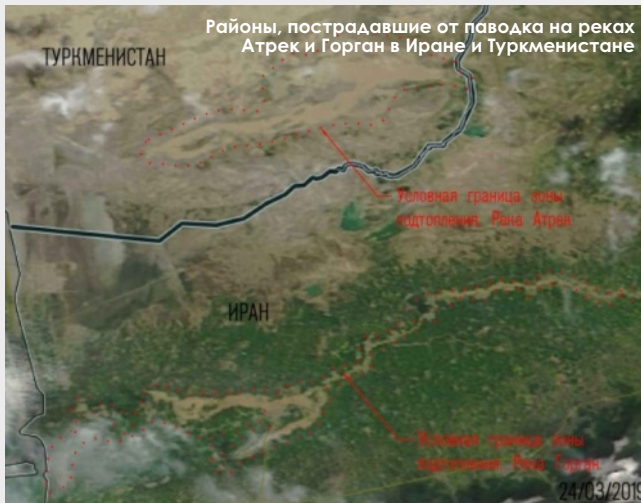 Районы, пострадавшие от паводка на реках
Атрек и Горган в Иране и Туркменистане
ТУРКМЕНИСТАН
Условная граница зоны
подтопления. Река Атрек
ИРАН
Условная граница зоны
подтопления. Река Горган
24/03/2019